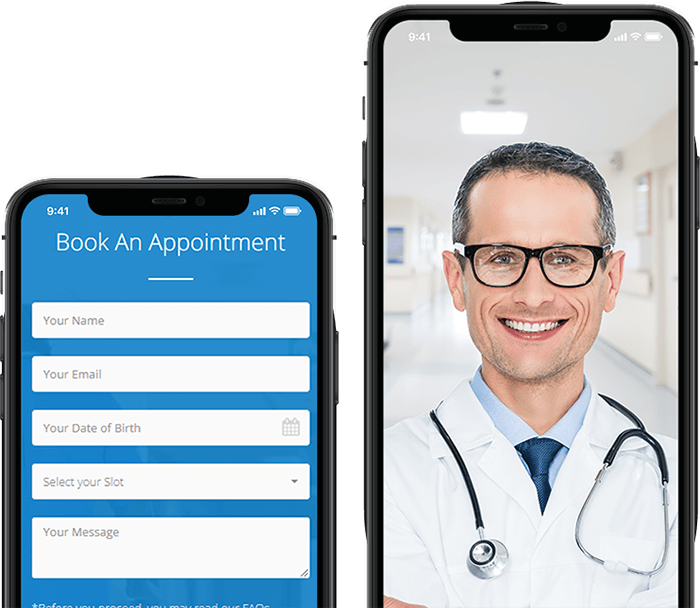 9:41
Book An Appointment
Your Name
Your Email
Your Date of Birth
Select your Slot
Your Message
*Before you proceed, you may read our FAQs
9:41